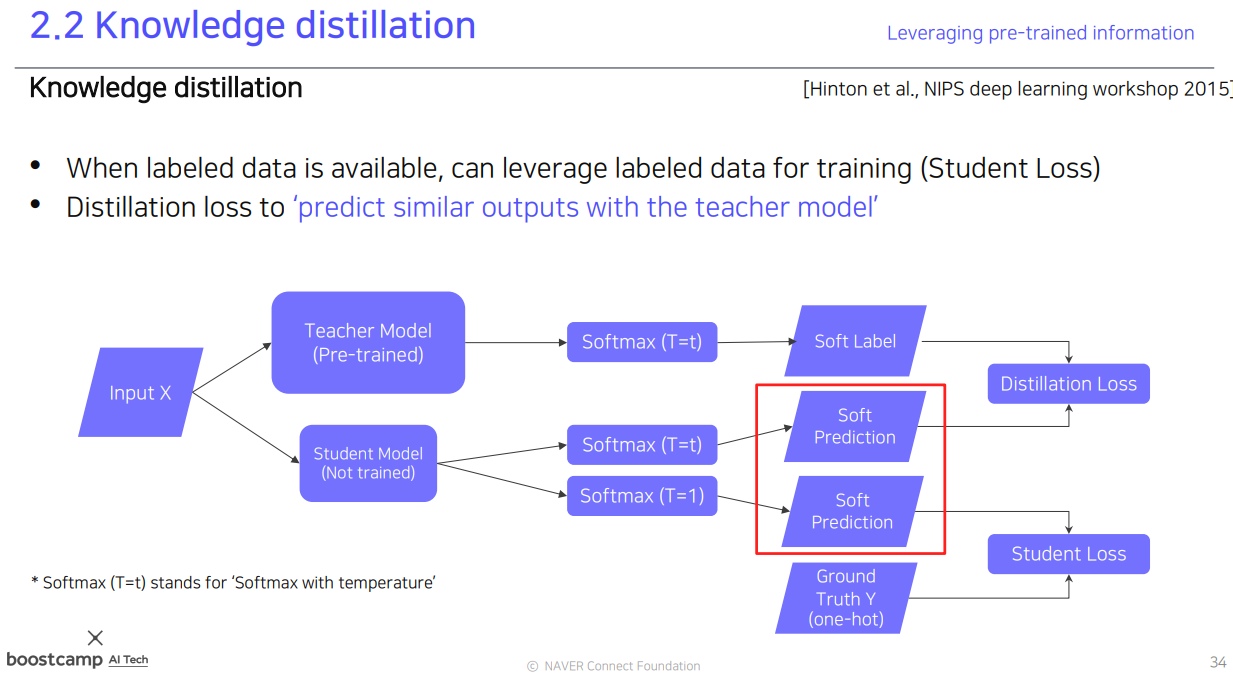 2.2 Knowledge distillation
Leveraging pre-trained information
Knowledge distillation
[Hinton et al., NIPS deep learning workshop 2015]
• When labeled data is available, can leverage labeled data for training (Student Loss)
• Distillation loss to ‘predict similar outputs with the teacher model’
Input X
Teacher Model
(Pre-trained)
Softmax (T=t)
Soft Label
Distillation Loss
Student Model
(Not trained)
Softmax (T=t)
Soft
Prediction
Softmax (T=1)
Soft
Prediction
Student Loss
Ground
Truth Y
(one-hot)
* Softmax (T=t) stands for ‘Softmax with temperature’
boostcamp AI Tech
© NAVER Connect Foundation
34